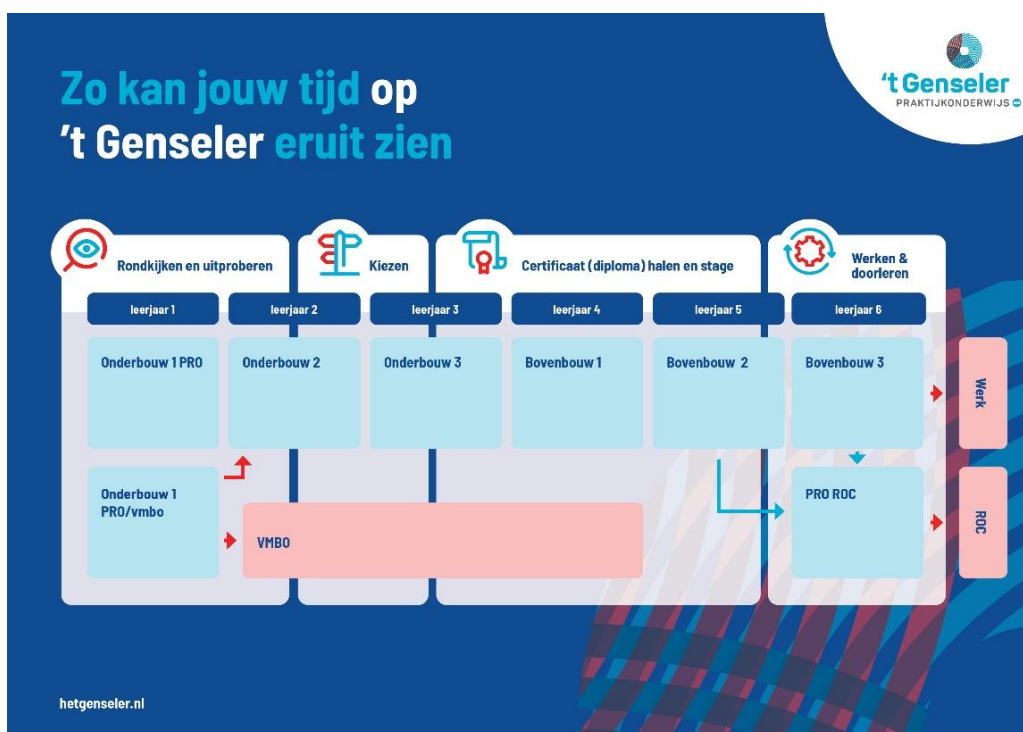 Zo kan jouw tijd op
't Genseler eruit zien
't Genseler
PRAKTIJKONDERWIJS
Rondkijken en uitproberen
Kiezen
Certificaat (diploma) halen en stage
Werken &
doorleren
leerjaar 1
leerjaar 2
leerjaar 3
leerjaar 4
leerjaar 5
leerjaar 6
Onderbouw 1 PRO
Onderbouw 2
Onderbouw 3
Bovenbouw 1
Bovenbouw 2
Bovenbouw 3
Werk
Onderbouw 1
PRO/vmbo
VMBO
PRO ROC
ROC
hetgenseler.nl